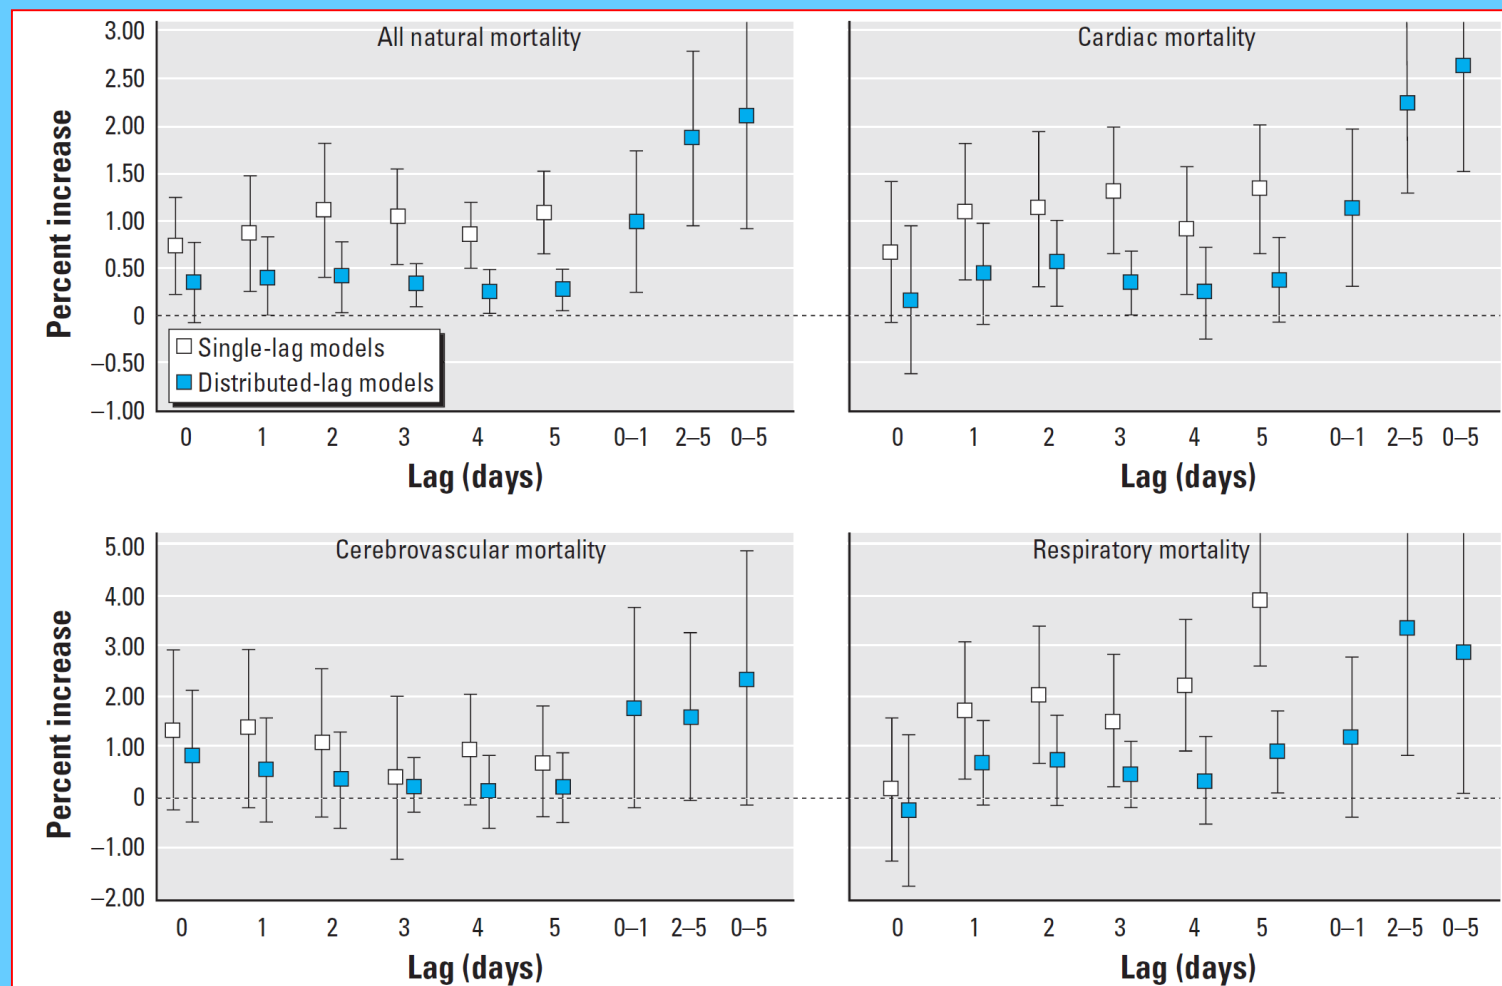 All natural mortality
Percent increase
3.00
2.50
2.00
1.50
1.00
0.50
0
–0.50
–1.00
Single-lag models
Distributed-lag models
0 1 2 3 4 5 0–1 2–5 0–5
Lag (days)
Cardiac mortality
0 1 2 3 4 5 0–1 2–5 0–5
Lag (days)
Cerebrovascular mortality
Percent increase
5.00
4.00
3.00
2.00
1.00
0
–1.00
–2.00
0 1 2 3 4 5 0–1 2–5 0–5
Lag (days)
Respiratory mortality
0 1 2 3 4 5 0–1 2–5 0–5
Lag (days)